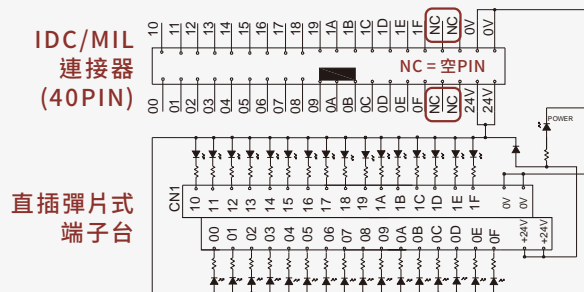 10 11 12 13 14 15 16 17 18 19 1A 1B 1C 1D 1E 1F NC NC 0V 0V
IDC/MIL
連接器
(40PIN)
NC = 空PIN
00 01 02 03 04 05 06 07 08 09 0A 0B 0C 0D 0E 0F NC NC 24V 24V
POWER
直插彈片式
端子台
CN1
10 11 12 13 14 15 16 17 18 19 1A 1B 1C 1D 1E 1F 0V 0V
00 01 02 03 04 05 06 07 08 09 0A 0B 0C 0D 0E 0F +24V +24V